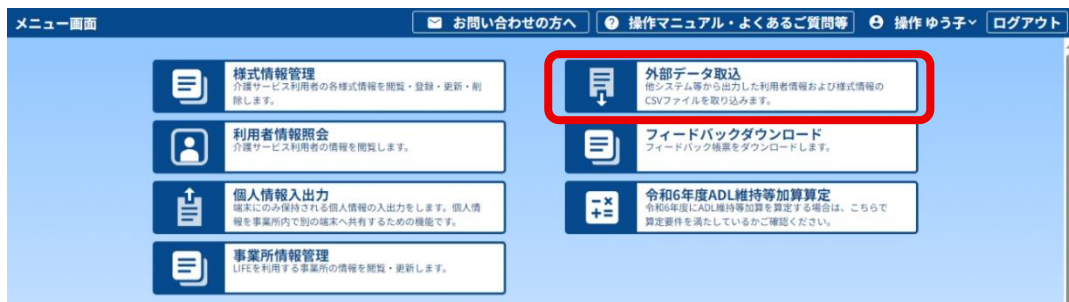 メニュー画面
お問い合わせの方へ
操作マニュアル・よくあるご質問等
操作 ゆう子
ログアウト
様式情報管理
介護サービス利用者の各様式情報を閲覧・登録・更新・削
除します。
外部データ取込
他システム等から出力した利用者情報および様式情報の
CSVファイルを取り込みます。
利用者情報照会
介護サービス利用者の情報を閲覧します。
フィードバックダウンロード
フィードバック帳票をダウンロードします。
個人情報入出力
端末にのみ保持される個人情報の入出力をします。個人情
報を事業所内で別の端末へ共有するための機能です。
令和6年度ADL維持等加算算定
令和6年度にADL維持等加算を算定する場合は、こちらで
算定要件を満たしているかご確認ください。
事業所情報管理
LIFEを利用する事業所の情報を閲覧・更新します。